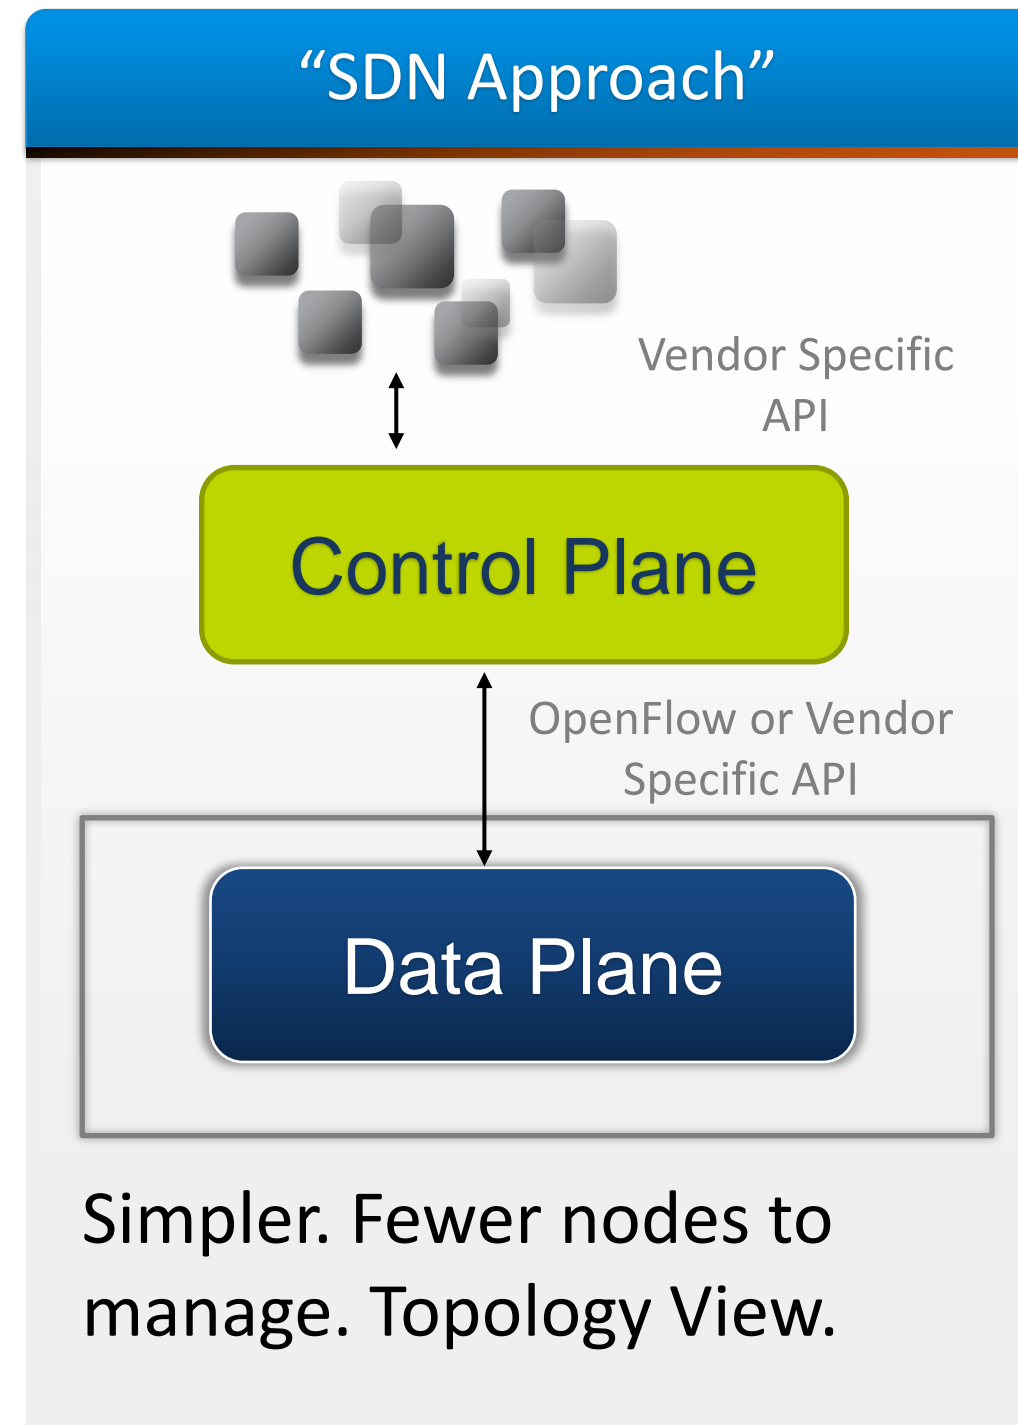 “SDN Approach”
Vendor Specific
API
Control Plane
OpenFlow or Vendor
Specific API
Data Plane
Simpler. Fewer nodes to
manage. Topology View.